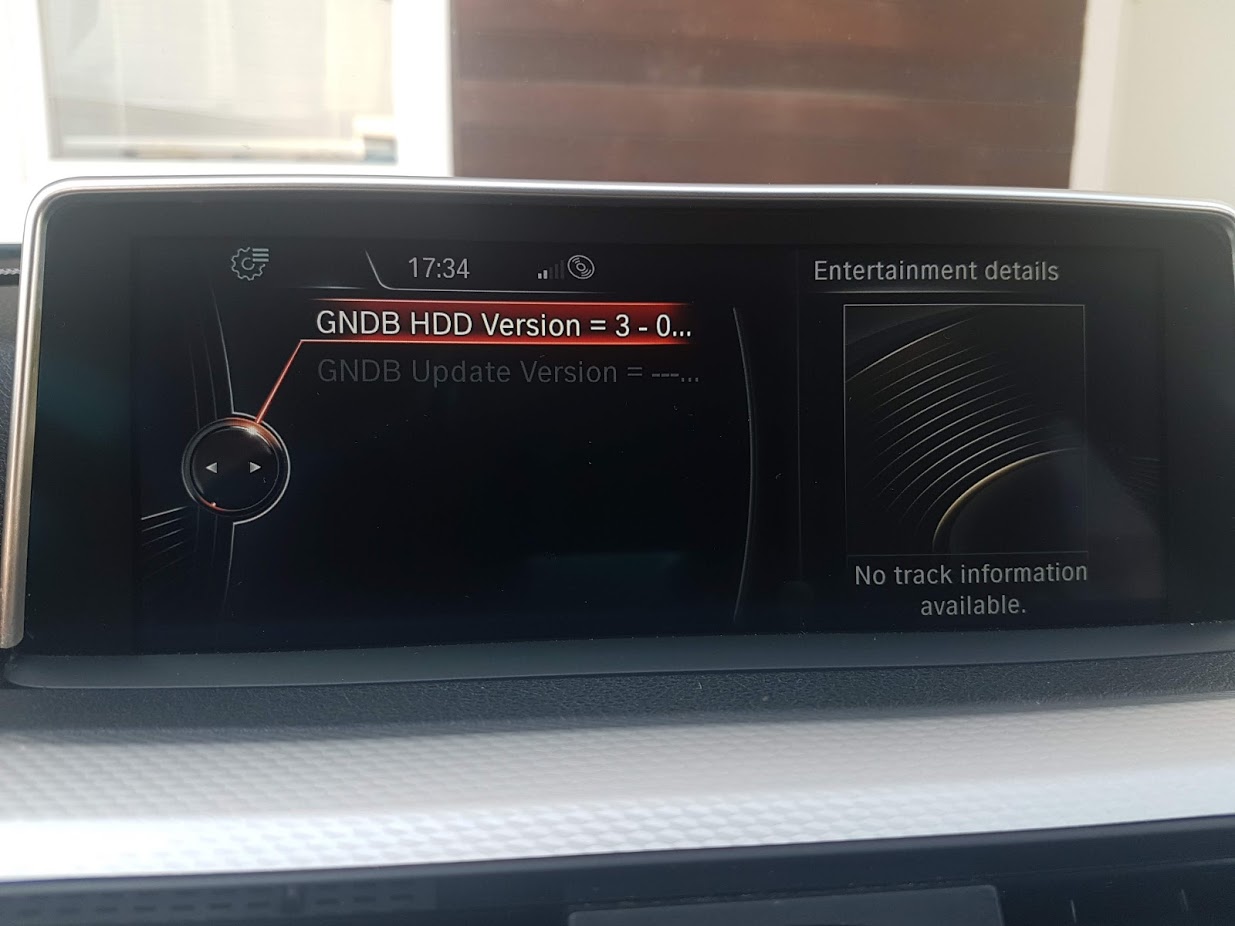 17:34
GNDB HDD Version = 3 - 0...
GNDB Update Version = ---...
Entertainment details
No track information
available.